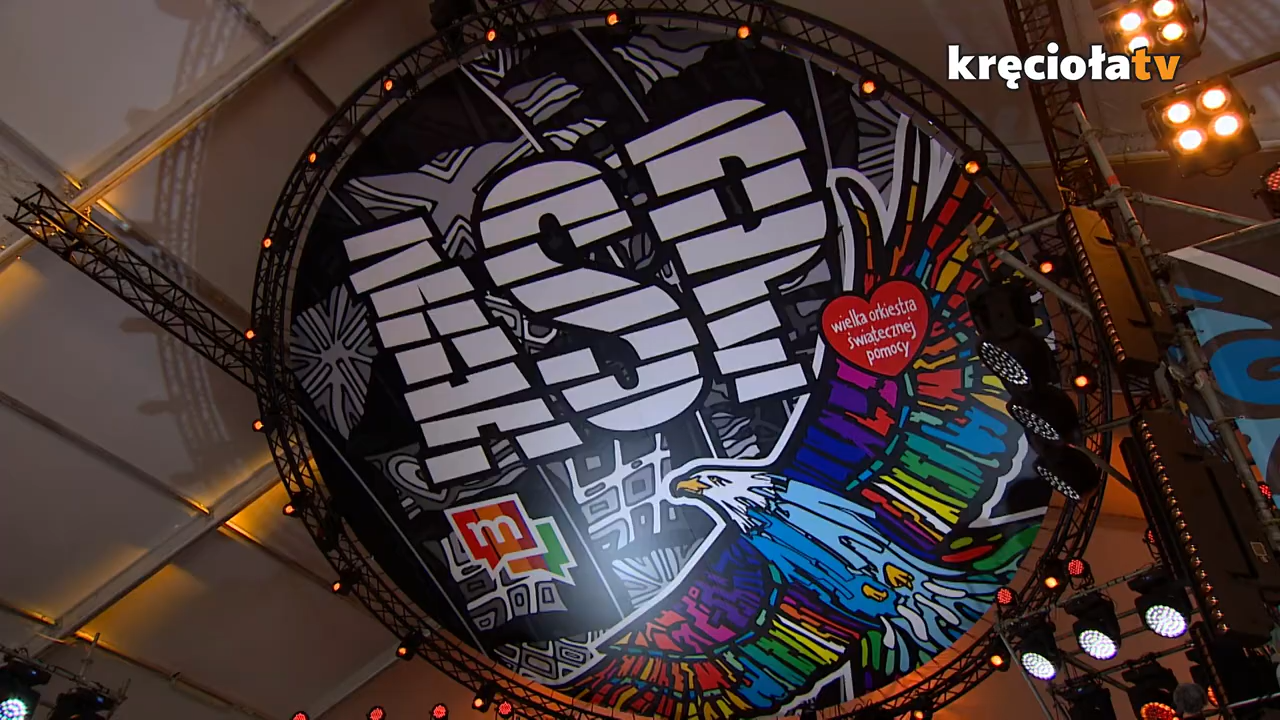 kręciołatv
ASP
wielka orkiestra
świątecznej
pomocy